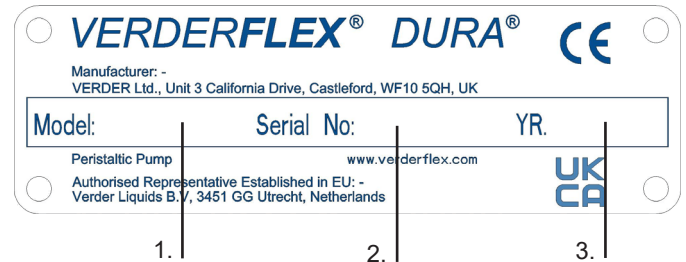 VERDERFLEX® DURA® CE
Manufacturer: -
VERDER Ltd., Unit 3 California Drive, Castleford, WF10 5QH, UK
Model: Serial No: YR.
Peristaltic Pump www.verderflex.com
Authorised Representative Established in EU: -
Verder Liquids B.V, 3451 GG Utrecht, Netherlands
UK
CA
1. 2. 3.